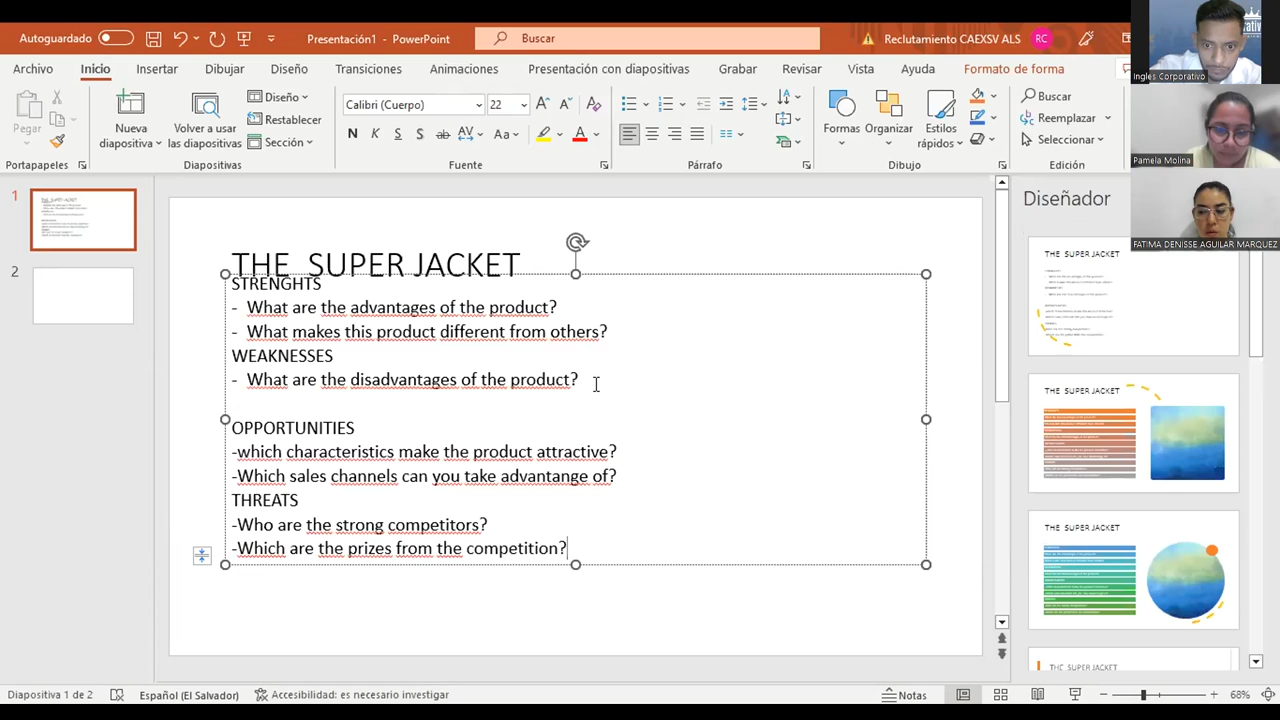 Autoguardado
Presentación1 - PowerPoint
Buscar
Reclutamiento CAEXSV ALS
RC
Archivo Inicio Insertar Dibujar Diseño Transiciones Animaciones Presentación con diapositivas Grabar Revisar Vista Ayuda Formato de forma
Pegar
Nueva diapositiva
Volver a usar las diapositivas
Diseño
Restablecer
Sección
Calibri (Cuerpo) 22
N K S S ab AV Aa A A
Formas
Organizar
Estilos rápidos
Buscar
Reemplazar
Seleccionar
Portapapeles Diapositivas Fuente Párrafo Dibujo Edición
Ingles Corporativo
Pamela Molina
FATIMA DENISSE AGUILAR MARQUEZ
1
2
THE SUPER JACKET
STRENGHTS
- What are the advantages of the product?
- What makes this product different from others?
WEAKNESSES
- What are the disadvantages of the product?
OPPORTUNITIES
-which characteristics make the product attractive?
-Which sales channels can you take advantange of?
THREATS
-Who are the strong competitors?
-Which are the prizes from the competition?
Diseñador
THE SUPER JACKET
THE SUPER JACKET
THE SUPER JACKET
THE SUPER JACKET
Diapositiva 1 de 2
Español (El Salvador)
Accesibilidad: es necesario investigar
Notas
68%